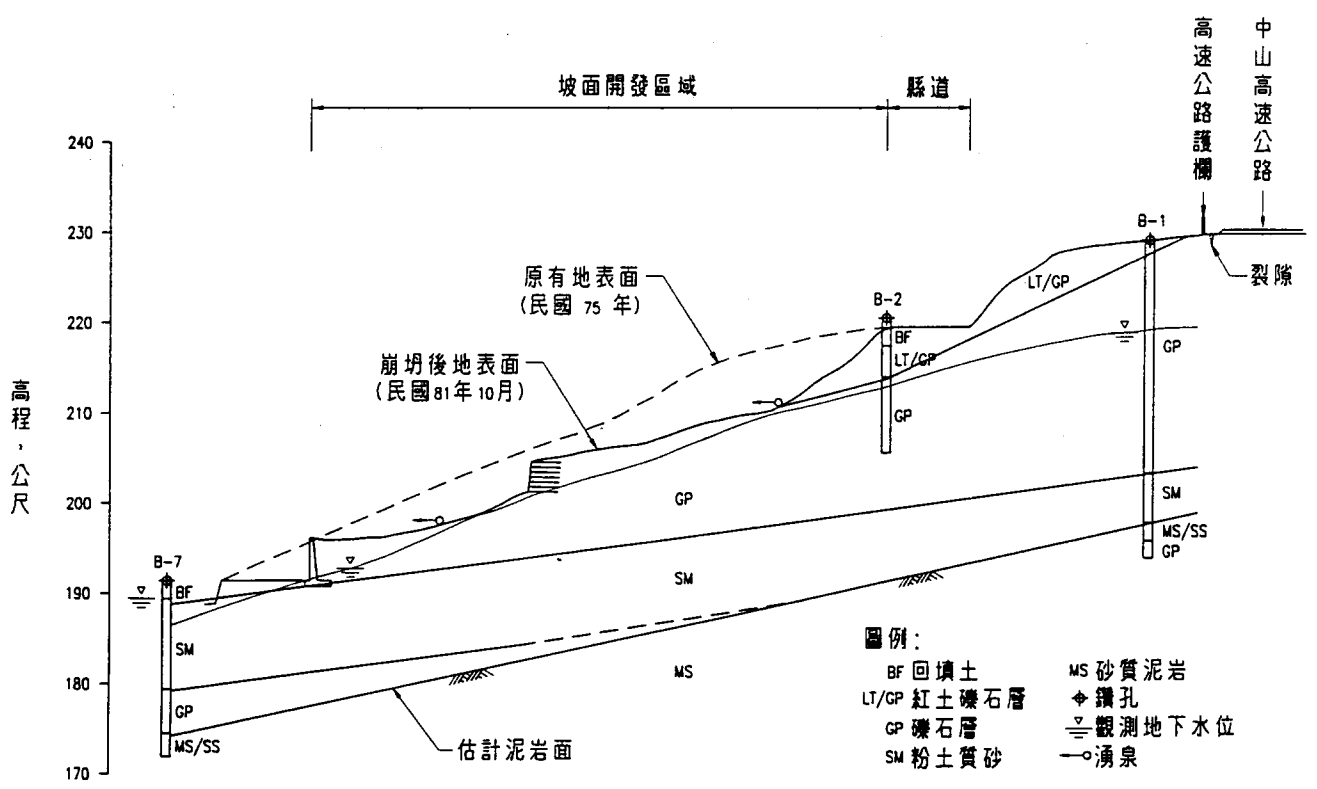 高速公路護欄
中山高速公路
坡面開發區域
縣道
240
230
220
210
200
190
180
170
高程，公尺
B-1
裂隙
LT/GP
原有地表面
(民國 75 年)
B-2
BF
LT/GP
GP
GP
崩坍後地表面
(民國81年10月)
GP
SM
SM
MS/SS
GP
B-7
BF
SM
GP
MS/SS
MS
估計泥岩面
圖例：
BF 回填土
LT/GP 紅土礫石層
GP 礫石層
SM 粉土質砂
MS 砂質泥岩
鑽孔
觀測地下水位
湧泉